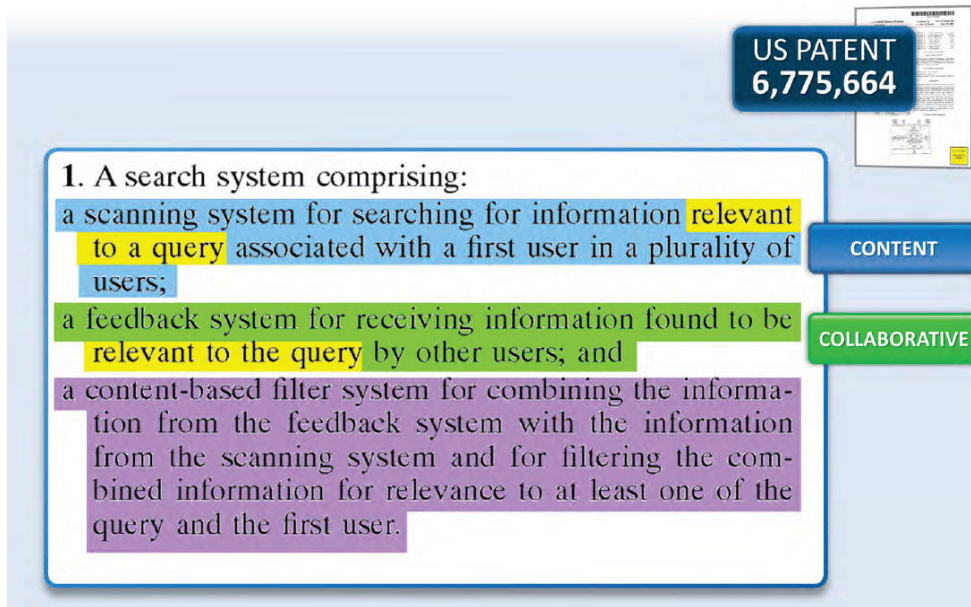 US PATENT
6,775,664
1. A search system comprising:
a scanning system for searching for information relevant
to a query associated with a first user in a plurality of
users;
CONTENT
a feedback system for receiving information found to be
relevant to the query by other users; and
COLLABORATIVE
a content-based filter system for combining the informa-
tion from the feedback system with the information
from the scanning system and for filtering the com-
bined information for relevance to at least one of the
query and the first user.